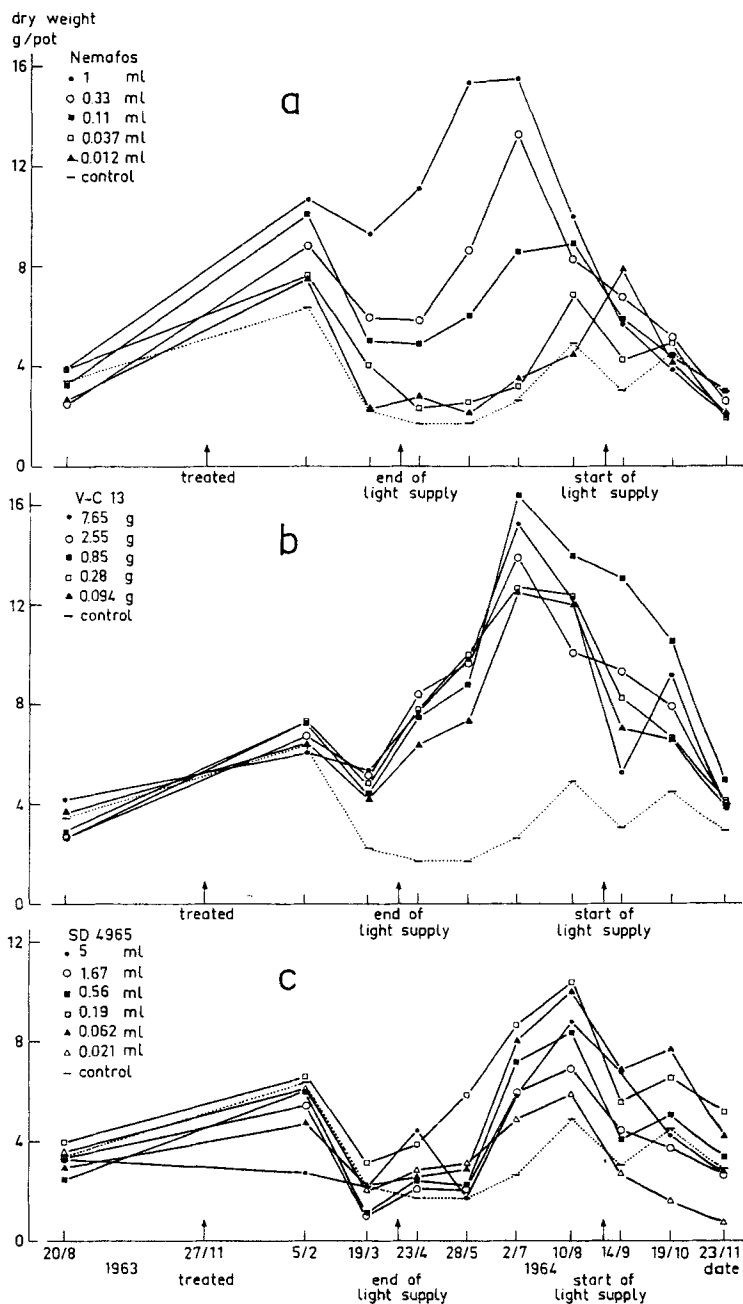 dry weight
g/pot
Nemafos
• 1 ml
○ 0.33 ml
■ 0.11 ml
□ 0.037 ml
▲ 0.012 ml
– control
a
16
12
8
4
0
treated
end of
light supply
start of
light supply
V-C 13
• 7.65 g
○ 2.55 g
■ 0.85 g
□ 0.28 g
▲ 0.094 g
– control
b
16
12
8
4
0
treated
end of
light supply
start of
light supply
SD 4965
• 5 ml
○ 1.67 ml
■ 0.56 ml
□ 0.19 ml
▲ 0.062 ml
△ 0.021 ml
– control
c
12
8
4
0
20/8 27/11 5/2 19/3 23/4 28/5 2/7 10/8 14/9 19/10 23/11
1963 1964 date
treated
end of
light supply
start of
light supply